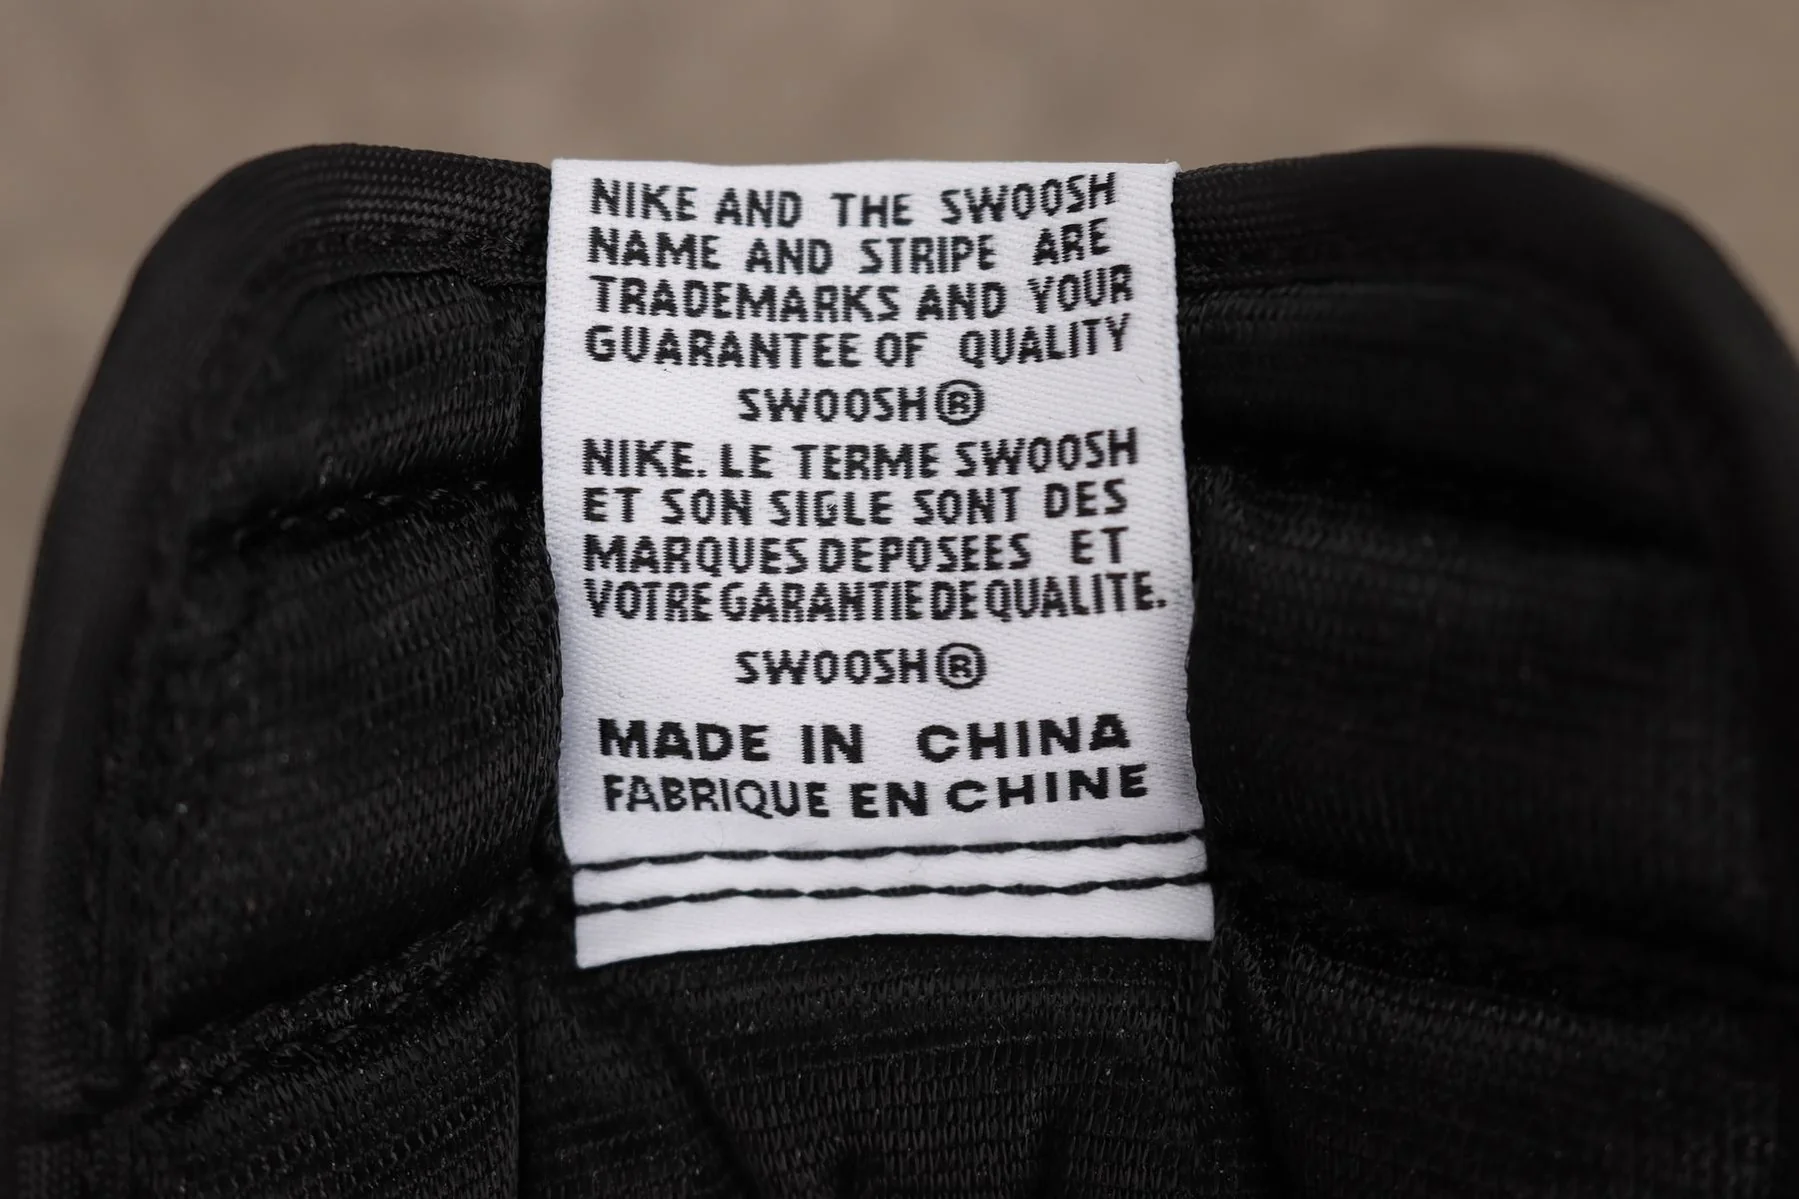 NIKE AND THE SWOOSH
NAME AND STRIPE ARE
TRADEMARKS AND YOUR
GUARANTEE OF QUALITY
SWOOSH®
NIKE. LE TERME SWOOSH
ET SON SIGLE SONT DES
MARQUES DEPOSEES ET
VOTRE GARANTIE DE QUALITE.
SWOOSH®
MADE IN CHINA
FABRIQUE EN CHINE